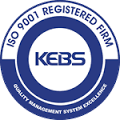 ISO 9001 REGISTERED FIRM
KEBS
QUALITY MANAGEMENT SYSTEM EXCELLENCE